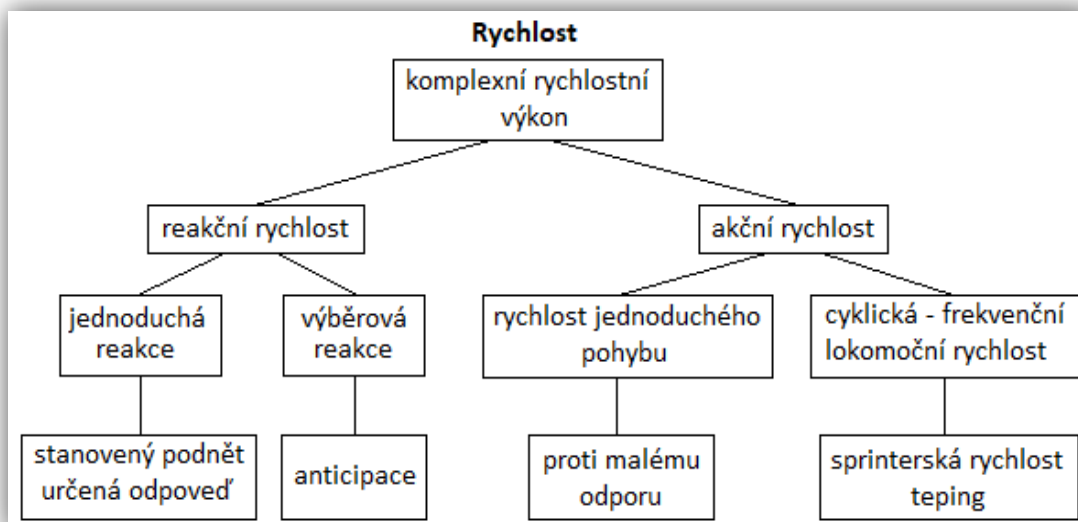 Rychlost
komplexní rychlostní
výkon
reakční rychlost
akční rychlost
jednoduchá
reakce
výběrová
reakce
rychlost jednoduchého
pohybu
cyklická - frekvenční
lokomoční rychlost
stanovený podnět
určená odpoveď
anticipace
proti malému
odporu
sprinterská rychlost
teping